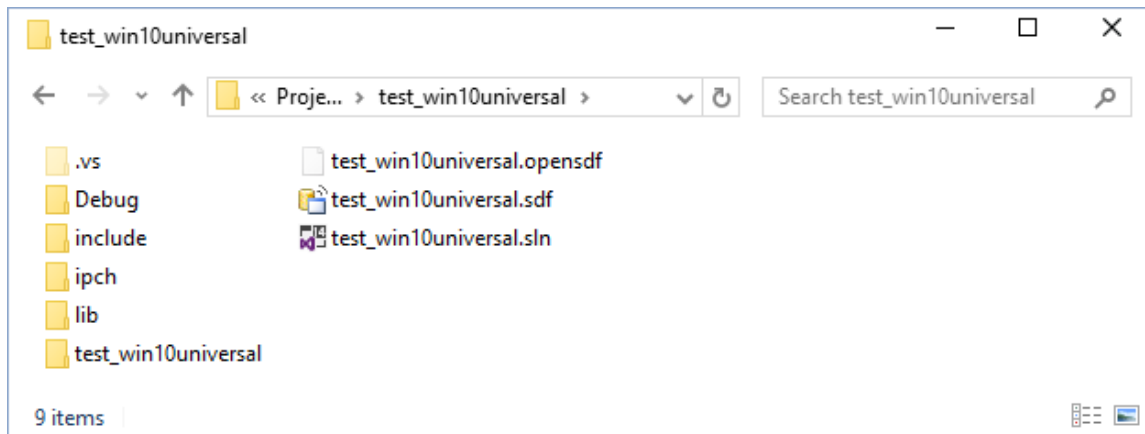 test_win10universal
« Proje... > test_win10universal > Search test_win10universal
.vs test_win10universal.opensdf
Debug test_win10universal.sdf
include test_win10universal.sln
ipch
lib
test_win10universal
9 items